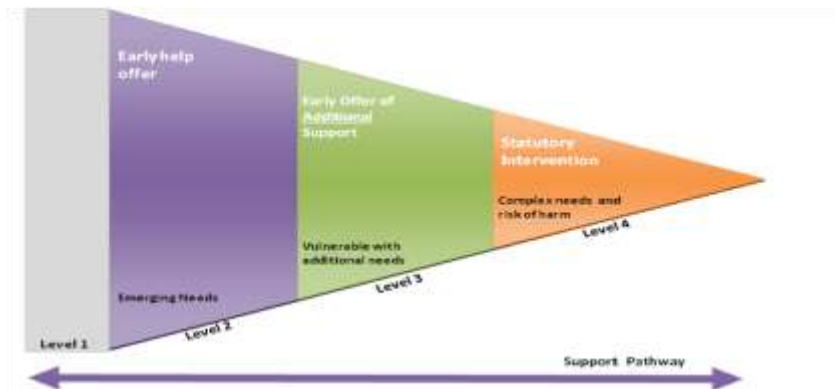 Early help
offer
Early Offer of
Additional
Support
Statutory
Intervention
Complex needs and
risk of harm
Level 4
Vulnerable with
additional needs
Level 3
Emerging Needs
Level 2
Level 1
Support Pathway